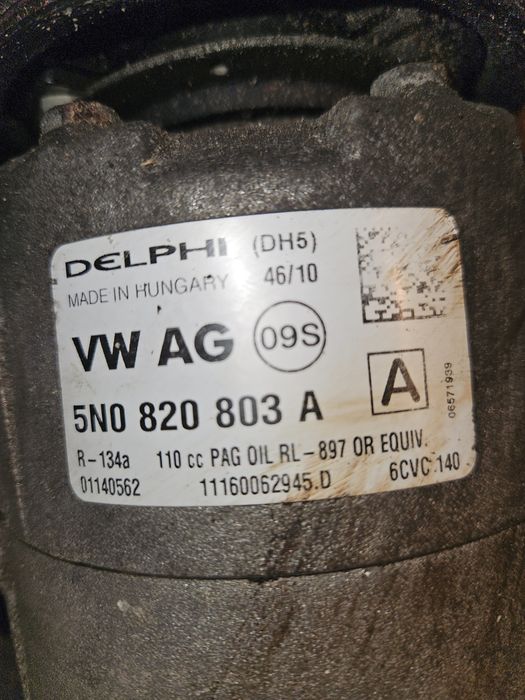 DELPHI (DH5)
MADE IN HUNGARY 46/10
VW AG 09S
5N0 820 803 A A
06571939
R-134a 110 cc PAG OIL RL-897 OR EQUIV.
01140562 11160062945.D 6CVC 140